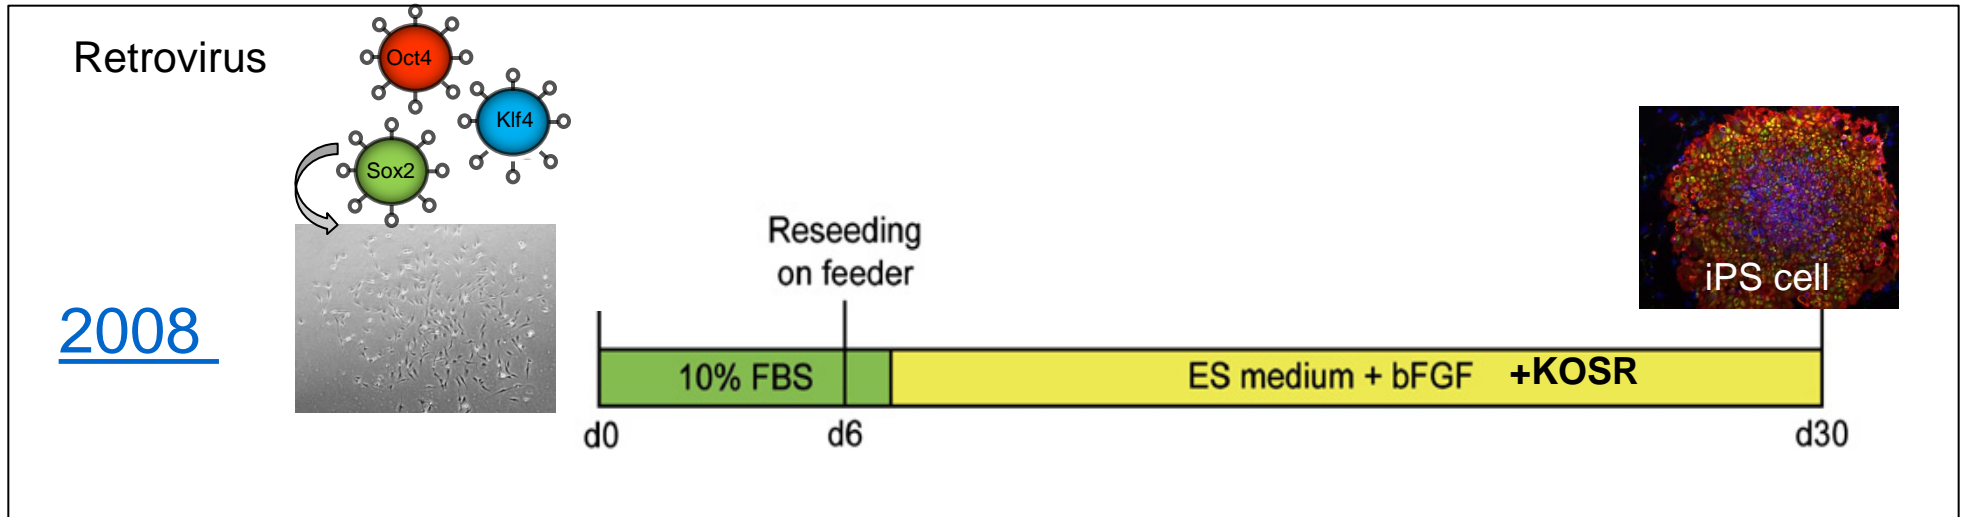 Retrovirus
Oct4
Klf4
Sox2
Reseeding
on feeder
iPS cell
2008
10% FBS
ES medium + bFGF +KOSR
d0
d6
d30